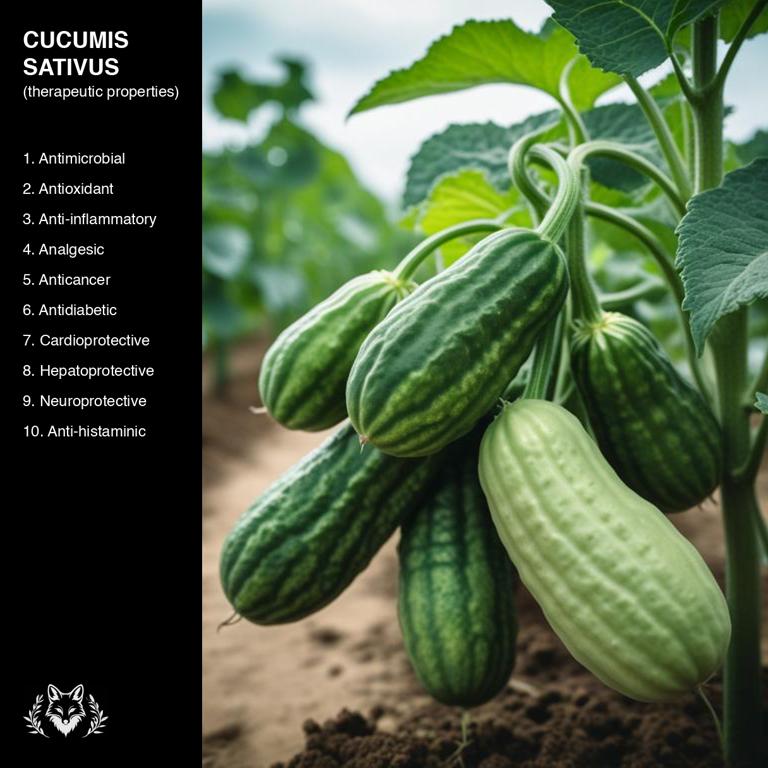 CUCUMIS
SATIVUS
(therapeutic properties)
1. Antimicrobial
2. Antioxidant
3. Anti-inflammatory
4. Analgesic
5. Anticancer
6. Antidiabetic
7. Cardioprotective
8. Hepatoprotective
9. Neuroprotective
10. Anti-histaminic